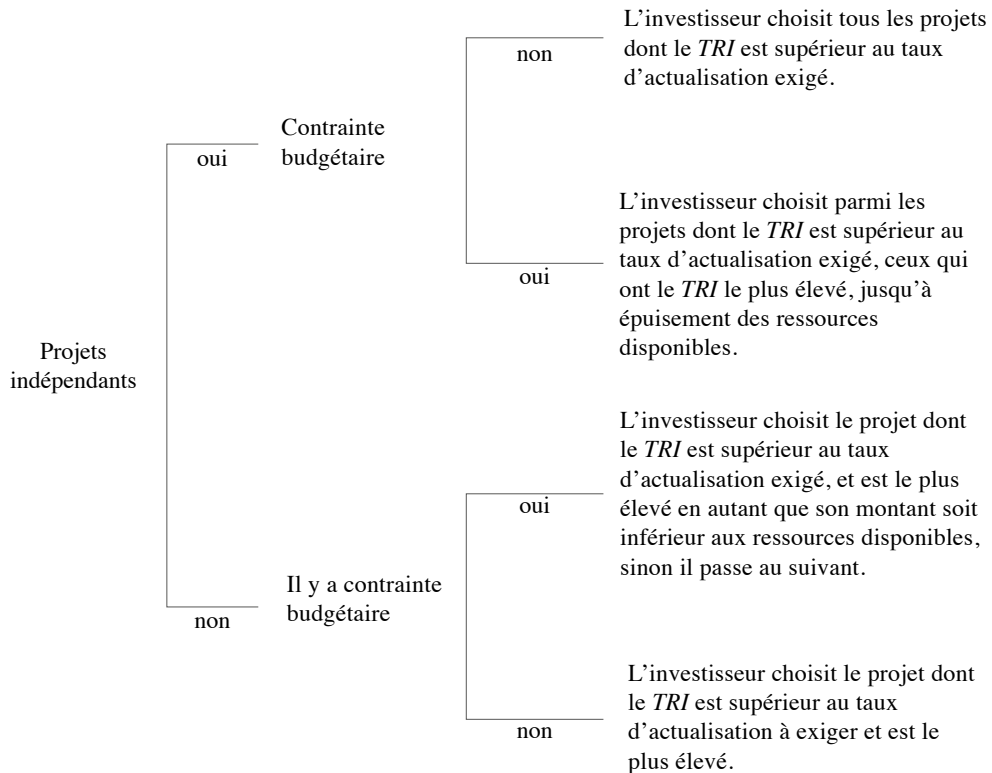 L’investisseur choisit tous les projets
dont le TRI est supérieur au taux
d’actualisation exigé.
non
Contrainte
budgétaire
oui
L’investisseur choisit parmi les
projets dont le TRI est supérieur au
taux d’actualisation exigé, ceux qui
ont le TRI le plus élevé, jusqu’à
épuisement des ressources
disponibles.
oui
Projets
indépendants
L’investisseur choisit le projet dont
le TRI est supérieur au taux
d’actualisation exigé, et est le plus
élevé en autant que son montant soit
inférieur aux ressources disponibles,
sinon il passe au suivant.
oui
Il y a contrainte
budgétaire
non
L’investisseur choisit le projet dont
le TRI est supérieur au taux
d’actualisation à exiger et est le
plus élevé.
non